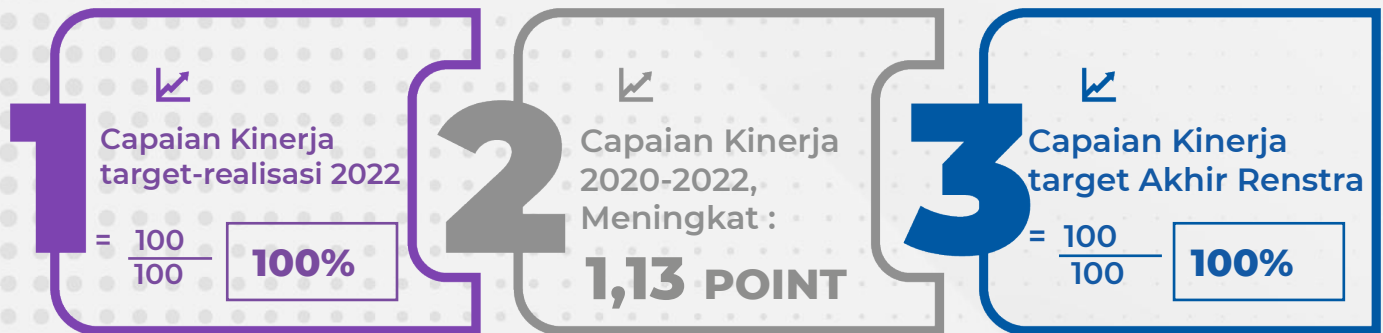 1
Capaian Kinerja
target-realisasi 2022
= 100
100
100%
2
Capaian Kinerja
2020-2022,
Meningkat :
1,13 POINT
3
Capaian Kinerja
target Akhir Renstra
= 100
100
100%